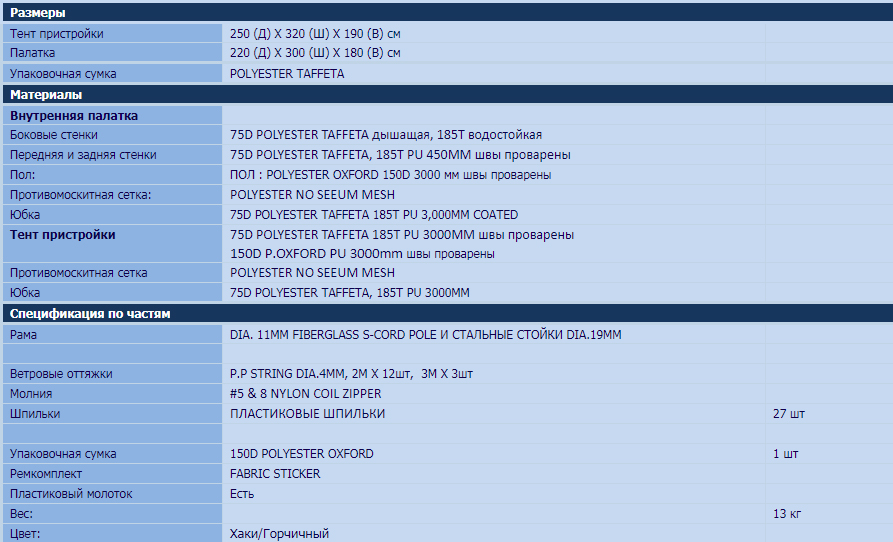 Размеры
Тент пристройки 250 (Д) X 320 (Ш) X 190 (В) см
Палатка 220 (Д) X 300 (Ш) X 180 (В) см
Упаковочная сумка POLYESTER TAFFETA
Материалы
Внутренняя палатка
Боковые стенки 75D POLYESTER TAFFETA дышащая, 185T водостойкая
Передняя и задняя стенки 75D POLYESTER TAFFETA, 185T PU 450MM швы проварены
Пол: ПОЛ : POLYESTER OXFORD 150D 3000 мм швы проварены
Противомоскитная сетка: POLYESTER NO SEEUM MESH
Юбка 75D POLYESTER TAFFETA 185T PU 3,000MM COATED
Тент пристройки 75D POLYESTER TAFFETA 185T PU 3000MM швы проварены
150D P.OXFORD PU 3000mm швы проварены
Противомоскитная сетка POLYESTER NO SEEUM MESH
Юбка 75D POLYESTER TAFFETA, 185T PU 3000MM
Спецификация по частям
Рама DIA. 11MM FIBERGLASS S-CORD POLE И СТАЛЬНЫЕ СТОЙКИ DIA.19MM
Ветровые оттяжки P.P STRING DIA.4MM, 2M X 12шт, 3M X 3шт
Молния #5 & 8 NYLON COIL ZIPPER
Шпильки ПЛАСТИКОВЫЕ ШПИЛЬКИ 27 шт
Упаковочная сумка 150D POLYESTER OXFORD 1 шт
Ремкомплект FABRIC STICKER
Пластиковый молоток Есть
Вес: 13 кг
Цвет: Хаки/Горчичный